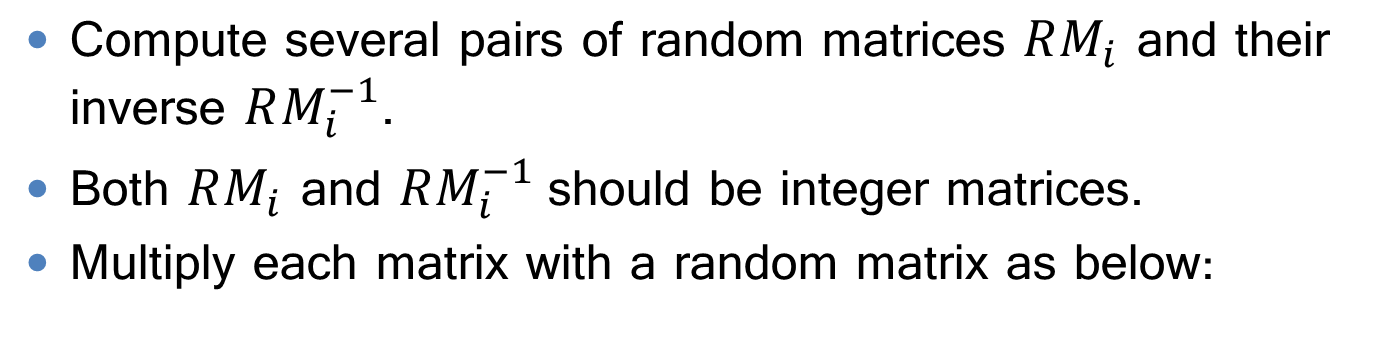 • Compute several pairs of random matrices $RM_i$ and their
inverse $RM_i^{-1}$.
• Both $RM_i$ and $RM_i^{-1}$ should be integer matrices.
• Multiply each matrix with a random matrix as below: